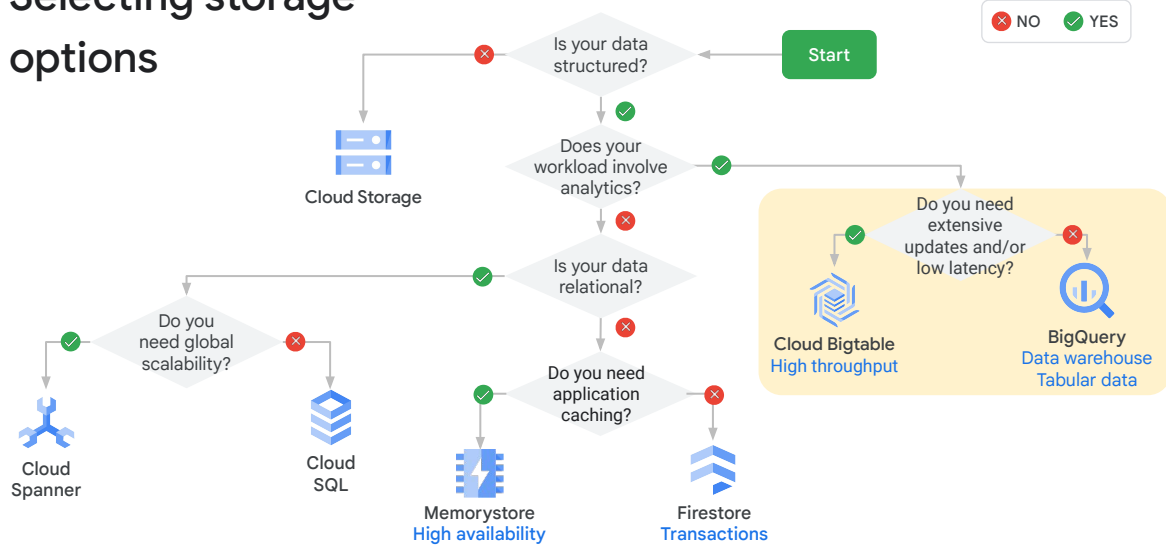 Selecting storage
options
NO
YES
Start
Is your data
structured?
Cloud Storage
Does your
workload involve
analytics?
Do you need
extensive
updates and/or
low latency?
Cloud Bigtable
High throughput
BigQuery
Data warehouse
Tabular data
Is your data
relational?
Do you
need global
scalability?
Cloud
Spanner
Cloud
SQL
Do you need
application
caching?
Memorystore
High availability
Firestore
Transactions